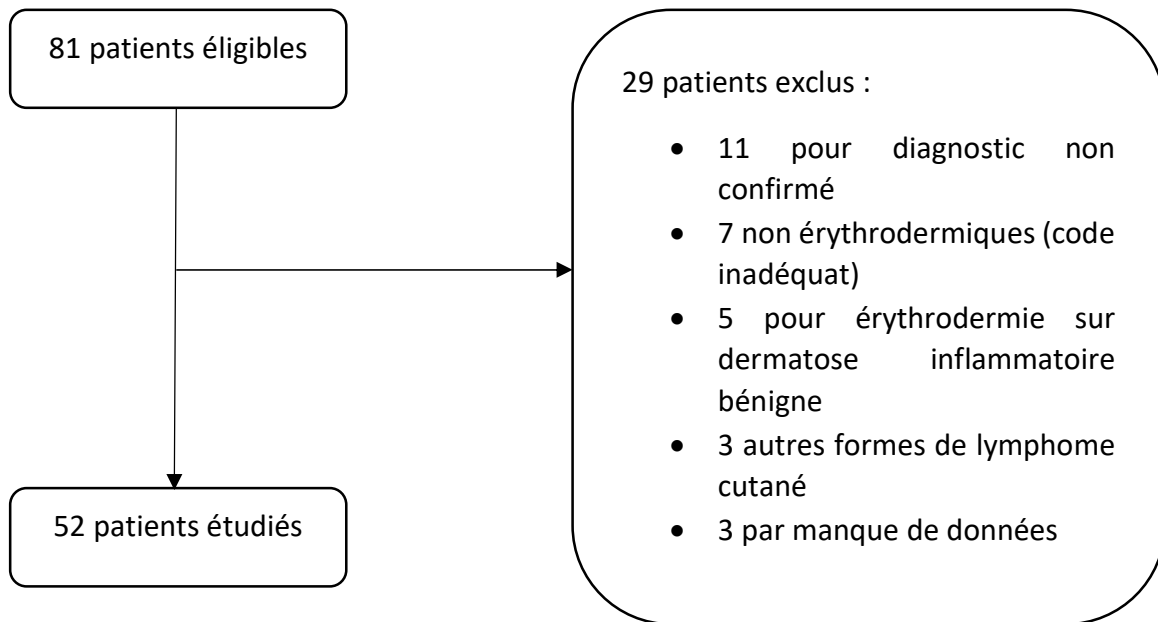 81 patients éligibles
29 patients exclus :
• 11 pour diagnostic non
confirmé
• 7 non érythrodermiques (code
inadéquat)
• 5 pour érythrodermie sur
dermatose inflammatoire
bénigne
• 3 autres formes de lymphome
cutané
• 3 par manque de données
52 patients étudiés